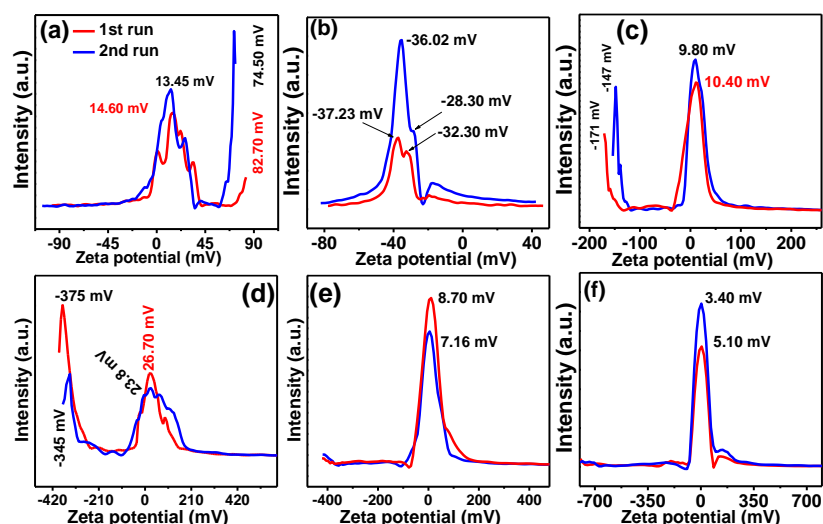 (a)
1st run
2nd run
Intensity (a.u.)
13.45 mV
14.60 mV
74.50 mV
82.70 mV
-90 -45 0 45 90
Zeta potential (mV)
(b)
Intensity (a.u.)
-36.02 mV
-37.23 mV
-28.30 mV
-32.30 mV
-80 -40 0 40
Zeta potential (mV)
(c)
Intensity (a.u.)
-147 mV
-171 mV
9.80 mV
10.40 mV
-200 -100 0 100 200
Zeta potential (mV)
(d)
Intensity (a.u.)
-375 mV
-345 mV
23.8 mV
26.70 mV
-420 -210 0 210 420
Zeta potential (mV)
(e)
Intensity (a.u.)
8.70 mV
7.16 mV
-400 -200 0 200 400
Zeta potential (mV)
(f)
Intensity (a.u.)
3.40 mV
5.10 mV
-700 -350 0 350 700
Zeta potential (mV)